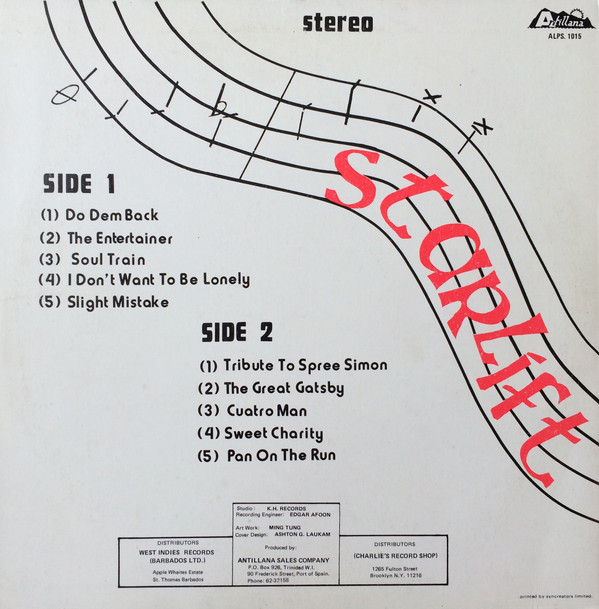 stereo
Antillana
ALPS. 1015
Starlift
SIDE 1
(1) Do Dem Back
(2) The Entertainer
(3) Soul Train
(4) I Don't Want To Be Lonely
(5) Slight Mistake
SIDE 2
(1) Tribute To Spree Simon
(2) The Great Gatsby
(3) Cuatro Man
(4) Sweet Charity
(5) Pan On The Run
Studio: K.H. RECORDS
Recording Engineer: EDGAR AFOON
Art Work: MING TUNG
Cover Design: ASHTON G. LAUKAM
Produced by:
ANTILLANA SALES COMPANY
P.O. Box 926, Trinidad W.I.
90 Frederick Street, Port of Spain.
Phone: 62-37158
DISTRIBUTORS
WEST INDIES RECORDS
(BARBADOS LTD.)
Apple Wharfes Estate
St. Thomas Barbados
DISTRIBUTORS
(CHARLIE'S RECORD SHOP)
1265 Fulton Street
Brooklyn N.Y. 11216
printed by syncreators limited.